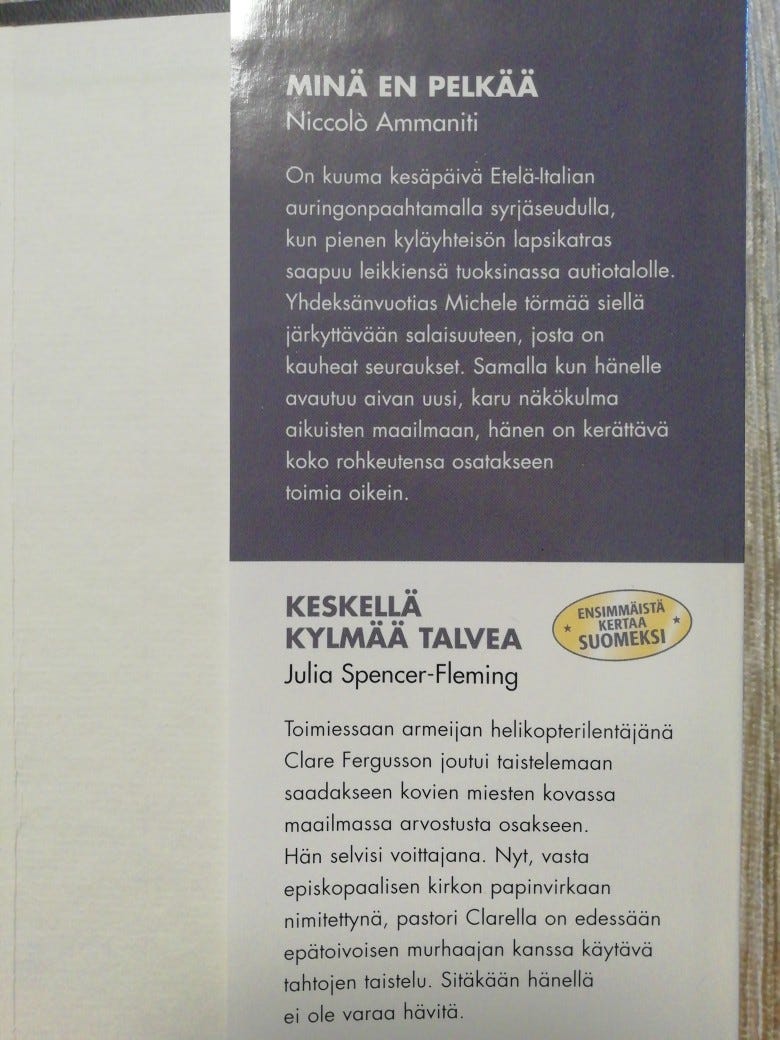 MINÄ EN PELKÄÄ
Niccolò Ammaniti
On kuuma kesäpäivä Etelä-Italian
auringonpaahtamalla syrjäseudulla,
kun pienen kyläyhteisön lapsikatras
saapuu leikkiensä tuoksinassa autiotalolle.
Yhdeksänvuotias Michele törmää siellä
järkyttävään salaisuuteen, josta on
kauheat seuraukset. Samalla kun hänelle
avautuu aivan uusi, karu näkökulma
aikuisten maailmaan, hänen on kerättävä
koko rohkeutensa osatakseen
toimia oikein.
KESKELLÄ
KYLMÄÄ TALVEA
Julia Spencer-Fleming
ENSIMMÄISTÄ
KERTAA
SUOMEKSI
Toimiessaan armeijan helikopterilentäjänä
Clare Fergusson joutui taistelemaan
saadakseen kovien miesten kovassa
maailmassa arvostusta osakseen.
Hän selvisi voittajana. Nyt, vasta
episkopaalisen kirkon papinvirkaan
nimitettynä, pastori Clarella on edessään
epätoivoisen murhaajan kanssa käytävä
tahtojen taistelu. Sitäkään hänellä
ei ole varaa hävitä.